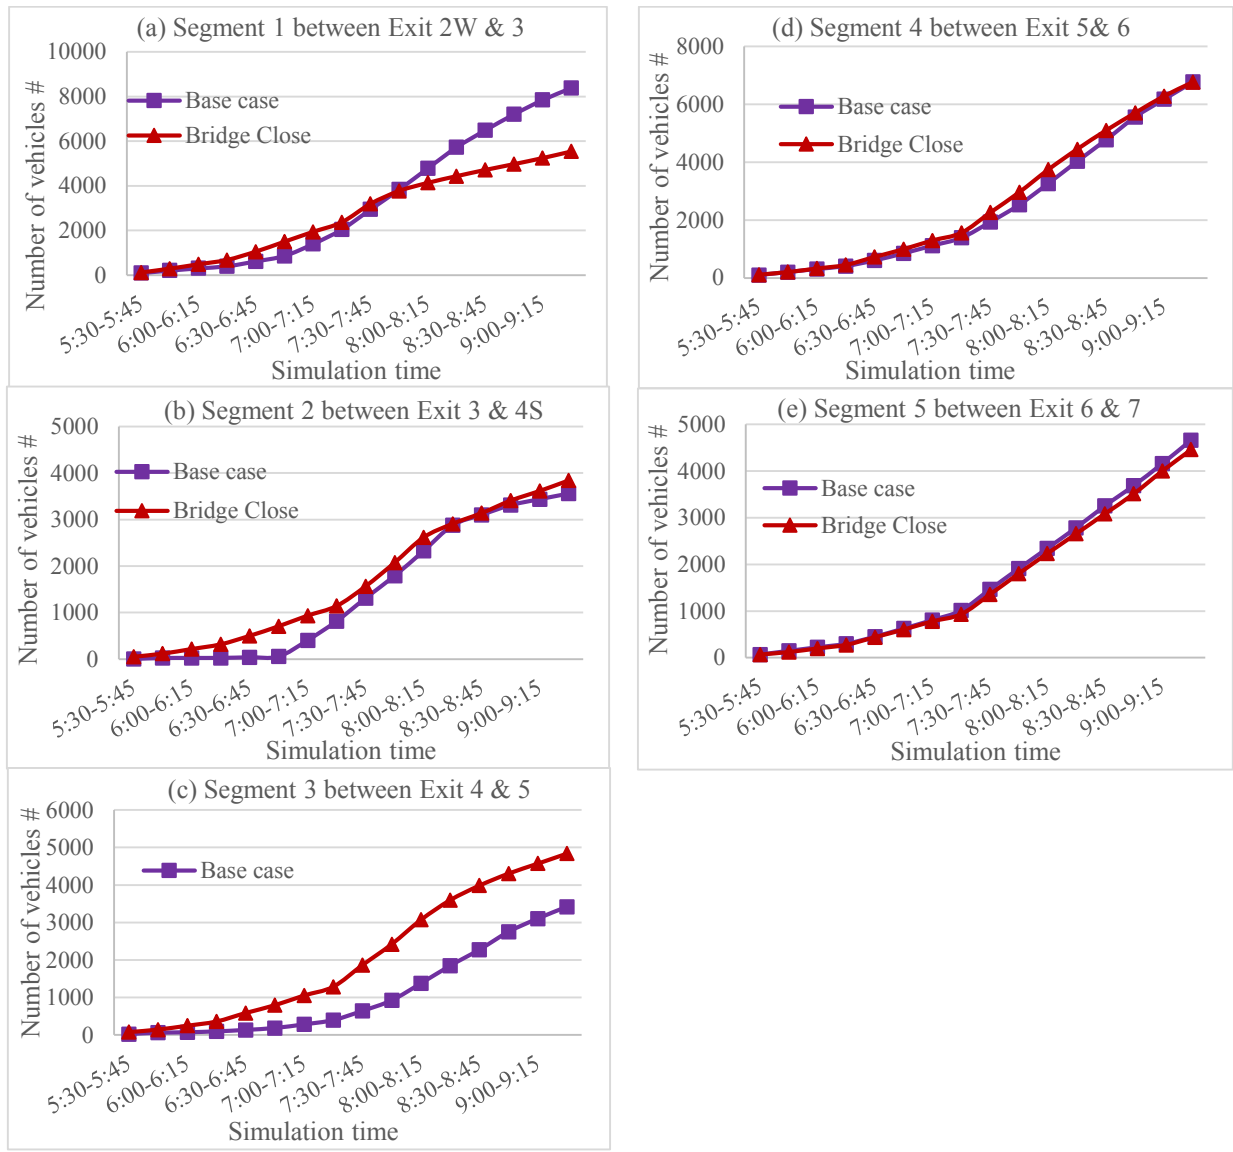 (a) Segment 1 between Exit 2W & 3
Number of vehicles #
10000
8000
6000
4000
2000
0
Base case
Bridge Close
5:30-5:45
6:00-6:15
6:30-6:45
7:00-7:15
7:30-7:45
8:00-8:15
8:30-8:45
9:00-9:15
Simulation time
(b) Segment 2 between Exit 3 & 4S
Number of vehicles #
5000
4000
3000
2000
1000
0
Base case
Bridge Close
5:30-5:45
6:00-6:15
6:30-6:45
7:00-7:15
7:30-7:45
8:00-8:15
8:30-8:45
9:00-9:15
Simulation time
(c) Segment 3 between Exit 4 & 5
Number of vehicles #
6000
5000
4000
3000
2000
1000
0
Base case
5:30-5:45
6:00-6:15
6:30-6:45
7:00-7:15
7:30-7:45
8:00-8:15
8:30-8:45
9:00-9:15
Simulation time
(d) Segment 4 between Exit 5& 6
Number of vehicles #
8000
6000
4000
2000
0
Base case
Bridge Close
5:30-5:45
6:00-6:15
6:30-6:45
7:00-7:15
7:30-7:45
8:00-8:15
8:30-8:45
9:00-9:15
Simulation time
(e) Segment 5 between Exit 6 & 7
Number of vehicles #
5000
4000
3000
2000
1000
0
Base case
Bridge Close
5:30-5:45
6:00-6:15
6:30-6:45
7:00-7:15
7:30-7:45
8:00-8:15
8:30-8:45
9:00-9:15
Simulation time